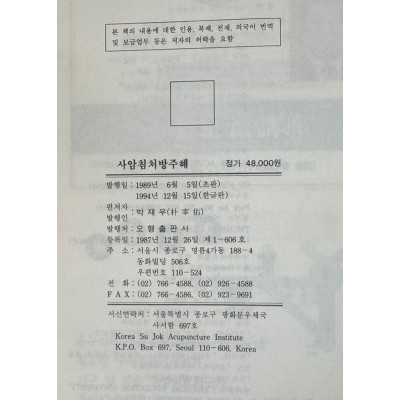 본 책의 내용에 대한 인용, 복제, 전재, 외국어 번역
및 보급업무 등은 저자의 허락을 요함
사암침처방주해 정가 48,000원
발행일 : 1989년 6월 5일(초판)
1994년 12월 15일(한글판)
편저자
발행인 : 박재우(朴宰佑)
발행처 : 오행출판사
등록일 : 1987년 12월 26일 제1-606호
주 소 : 서울시 종로구 명륜4가동 188-4
동화빌딩 506호
우편번호 110-524
전 화 : (02) 766-4588, (02) 926-4588
FAX : (02) 766-4586, (02) 923-9691
서신연락처 : 서울특별시 종로구 광화문우체국
사서함 697호
Korea Su Jok Acupuncture Institute
K.P.O. Box 697, Seoul 110-606, Korea